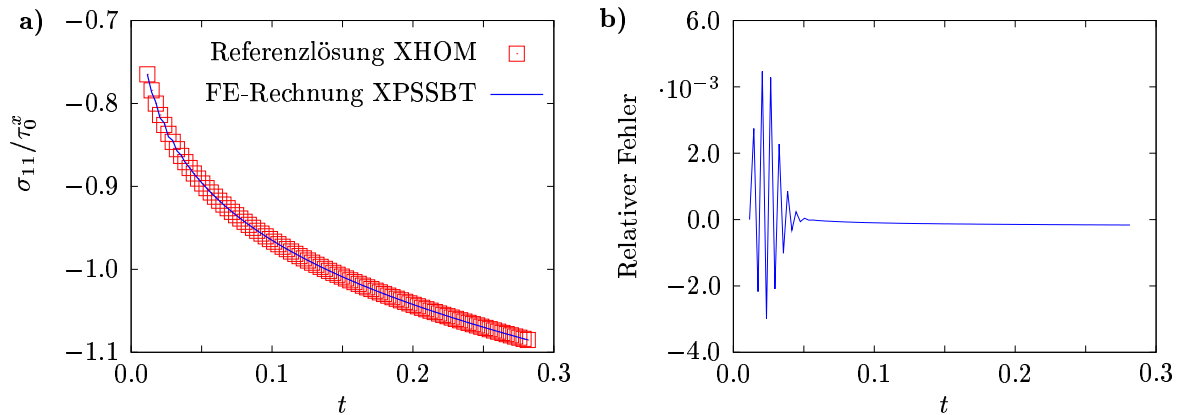 a)
−0.7
−0.8
−0.9
−1.0
−1.1
σ₁₁/τ₀ˣ
Referenzlösung XHOM
FE-Rechnung XPSSBT
0.0
0.1
0.2
0.3
t
b)
6.0
·10⁻³
2.0
0.0
−2.0
−4.0
Relativer Fehler
0.0
0.1
0.2
0.3
t